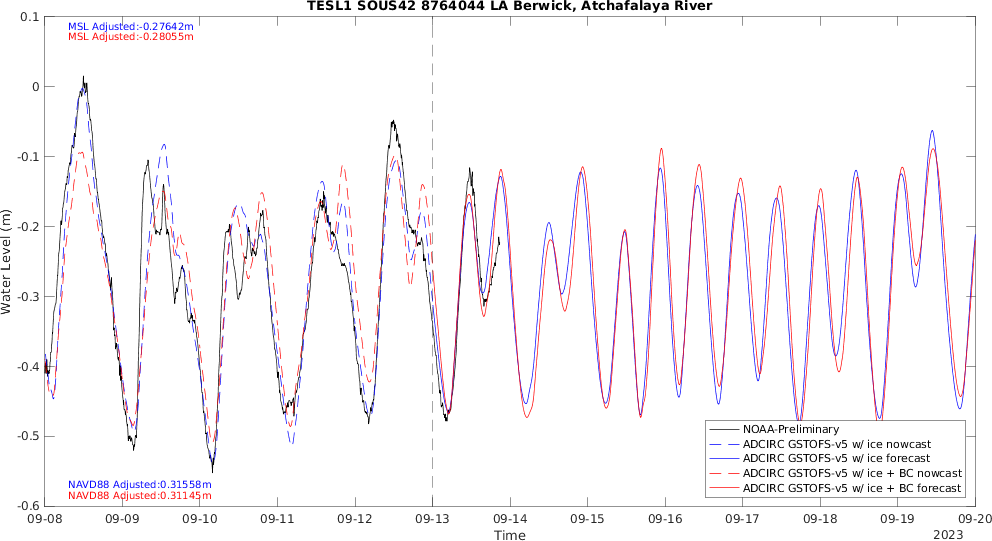 TESL1 SOUS42 8764044 LA Berwick, Atchafalaya River
MSL Adjusted:-0.27642m
MSL Adjusted:-0.28055m
0.1
0
-0.1
-0.2
-0.3
-0.4
-0.5
-0.6
Water Level (m)
NAVD88 Adjusted:0.31558m
NAVD88 Adjusted:0.31145m
NOAA-Preliminary
ADCIRC GSTOFS-v5 w/ ice nowcast
ADCIRC GSTOFS-v5 w/ ice forecast
ADCIRC GSTOFS-v5 w/ ice + BC nowcast
ADCIRC GSTOFS-v5 w/ ice + BC forecast
09-08 09-09 09-10 09-11 09-12 09-13 09-14 09-15 09-16 09-17 09-18 09-19 09-20
Time
2023